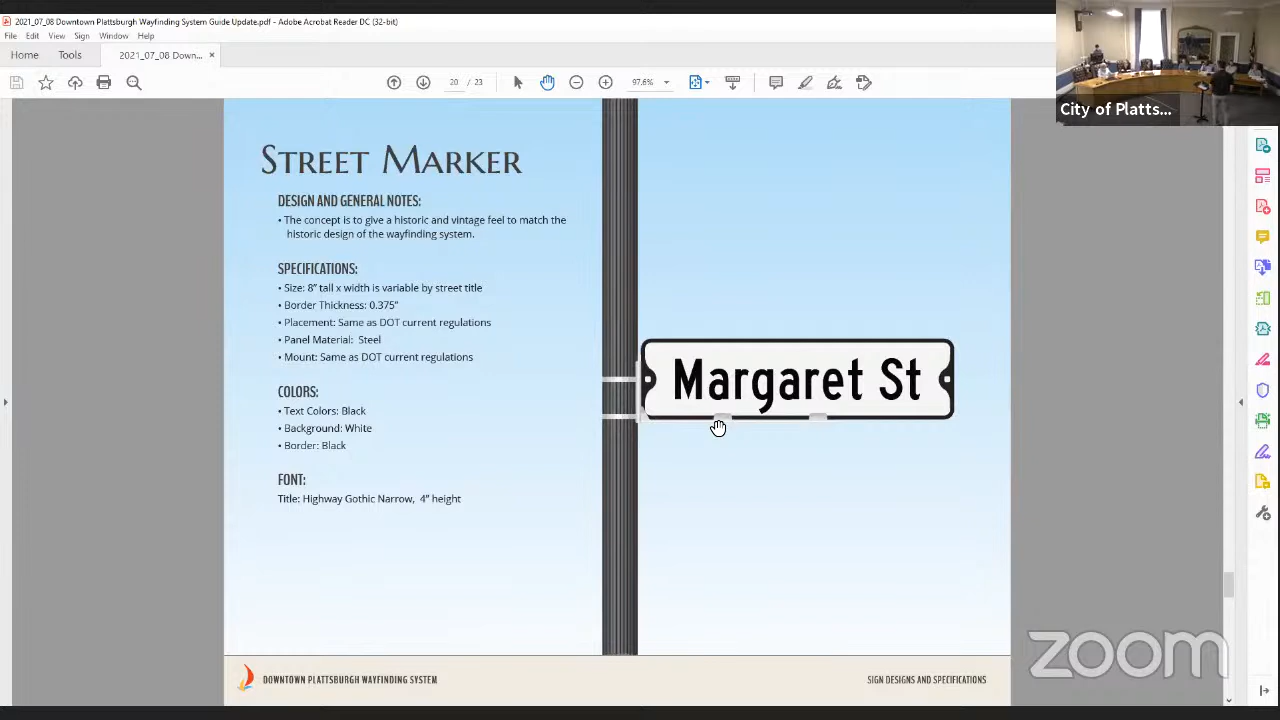 2021_07_08 Downtown Plattsburgh Wayfinding System Guide Update.pdf - Adobe Acrobat Reader DC (32-bit)
File Edit View Sign Window Help
Home Tools 2021_07_08 Down... ×
20 / 23 97.6%
City of Platts...
STREET MARKER
DESIGN AND GENERAL NOTES:
• The concept is to give a historic and vintage feel to match the
historic design of the wayfinding system.
SPECIFICATIONS:
• Size: 8” tall x width is variable by street title
• Border Thickness: 0.375”
• Placement: Same as DOT current regulations
• Panel Material: Steel
• Mount: Same as DOT current regulations
COLORS:
• Text Colors: Black
• Background: White
• Border: Black
FONT:
Title: Highway Gothic Narrow, 4” height
Margaret St
DOWNTOWN PLATTSBURGH WAYFINDING SYSTEM
SIGN DESIGNS AND SPECIFICATIONS
zoom